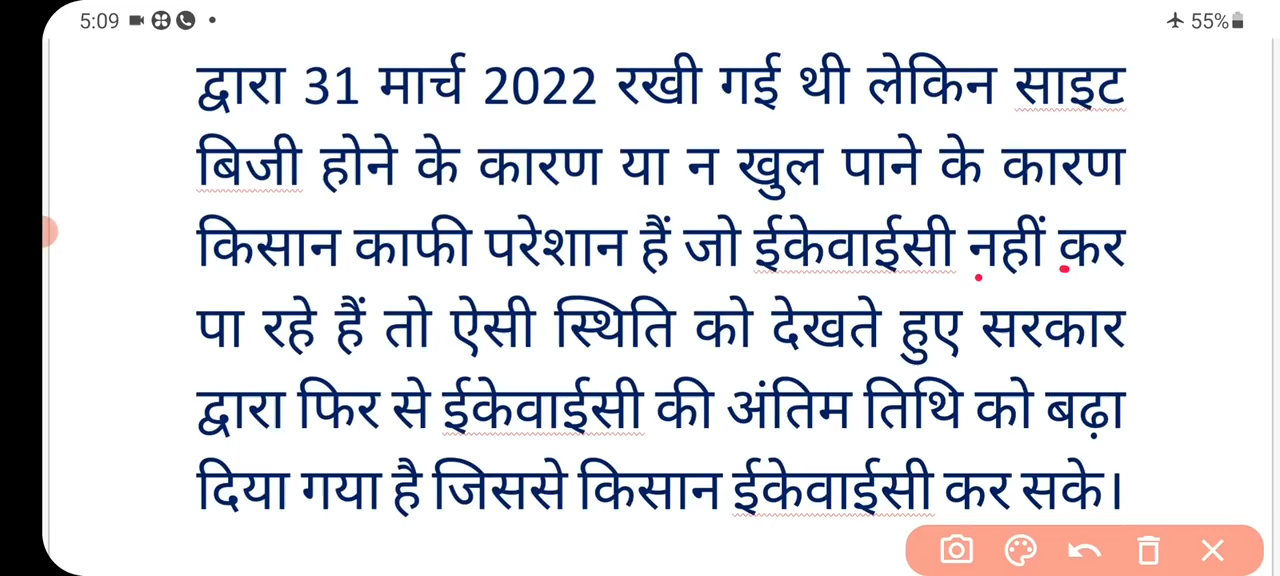 5:09
55%
द्वारा 31 मार्च 2022 रखी गई थी लेकिन साइट
बिजी होने के कारण या न खुल पाने के कारण
किसान काफी परेशान हैं जो ईकेवाईसी नहीं कर
पा रहे हैं तो ऐसी स्थिति को देखते हुए सरकार
द्वारा फिर से ईकेवाईसी की अंतिम तिथि को बढ़ा
दिया गया है जिससे किसान ईकेवाईसी कर सके।